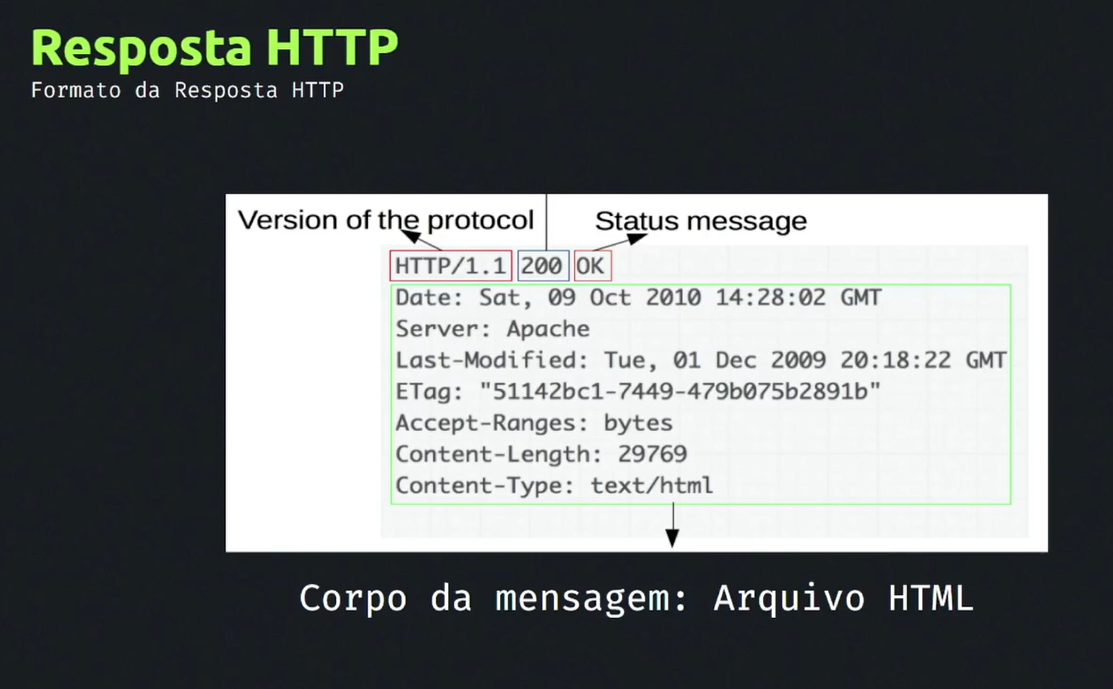 Resposta HTTP
Formato da Resposta HTTP
Version of the protocol
Status message
HTTP/1.1 200 OK
Date: Sat, 09 Oct 2010 14:28:02 GMT
Server: Apache
Last-Modified: Tue, 01 Dec 2009 20:18:22 GMT
ETag: "51142bc1-7449-479b075b2891b"
Accept-Ranges: bytes
Content-Length: 29769
Content-Type: text/html
Corpo da mensagem: Arquivo HTML